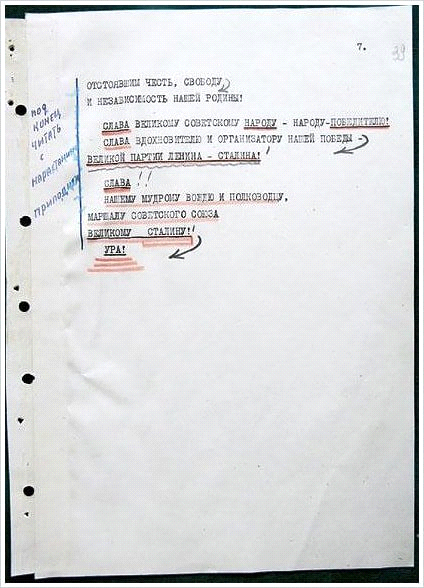 7.
39
ОТСТОЯВШИМ ЧЕСТЬ, СВОБОДУ
И НЕЗАВИСИМОСТЬ НАШЕЙ РОДИНЫ!
СЛАВА ВЕЛИКОМУ СОВЕТСКОМУ НАРОДУ - НАРОДУ-ПОБЕДИТЕЛЮ!
СЛАВА ВДОХНОВИТЕЛЮ И ОРГАНИЗАТОРУ НАШЕЙ ПОБЕДЫ -
ВЕЛИКОЙ ПАРТИИ ЛЕНИНА - СТАЛИНА!
СЛАВА !!
НАШЕМУ МУДРОМУ ВОЖДЮ И ПОЛКОВОДЦУ,
МАРШАЛУ СОВЕТСКОГО СОЮЗА
ВЕЛИКОМУ СТАЛИНУ!
УРА!
под
конец
читать
с
нарастанием